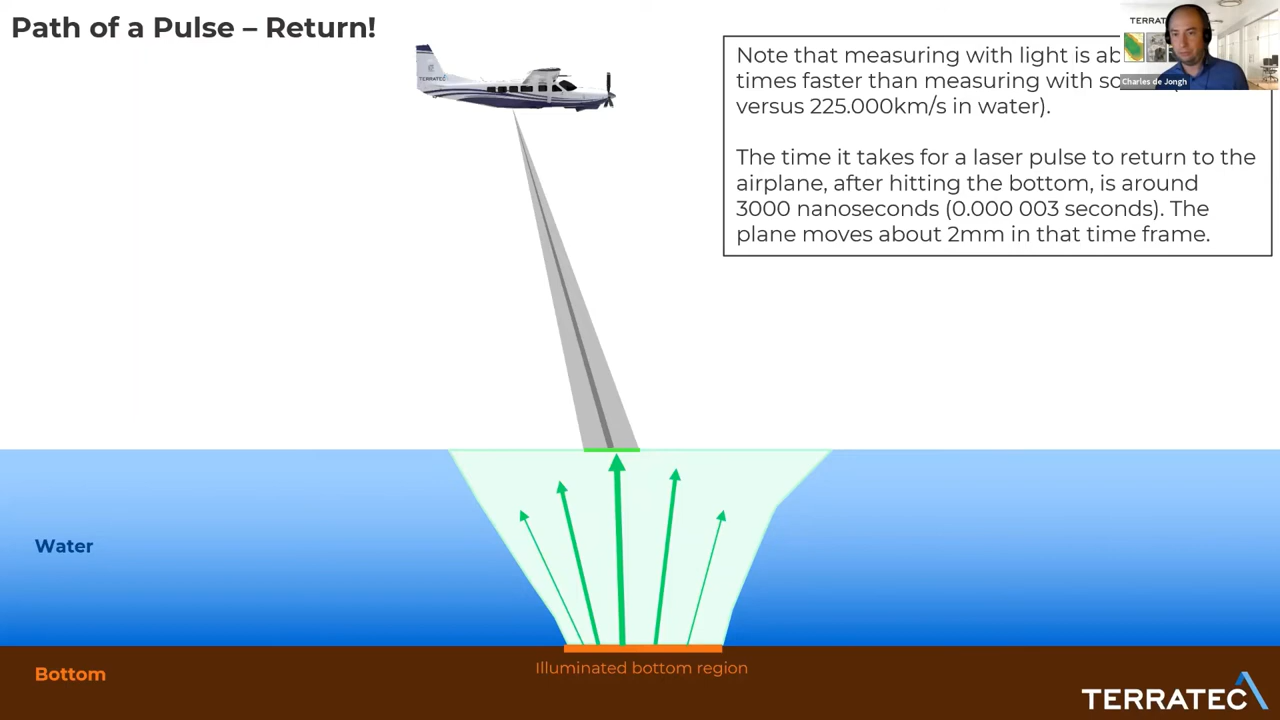 Path of a Pulse – Return!
TERRATEC
Note that measuring with light is
times faster than measuring with
versus 225.000km/s in water).
Charles de Jongh
The time it takes for a laser pulse to return to the
airplane, after hitting the bottom, is around
3000 nanoseconds (0.000 003 seconds). The
plane moves about 2mm in that time frame.
Water
Bottom
Illuminated bottom region
TERRATEC